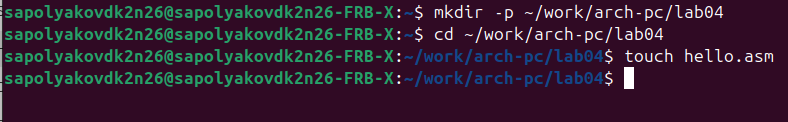 sapolyakovdk2n26@sapolyakovdk2n26-FRB-X:~$ mkdir -p ~/work/arch-pc/lab04
sapolyakovdk2n26@sapolyakovdk2n26-FRB-X:~$ cd ~/work/arch-pc/lab04
sapolyakovdk2n26@sapolyakovdk2n26-FRB-X:~/work/arch-pc/lab04$ touch hello.asm
sapolyakovdk2n26@sapolyakovdk2n26-FRB-X:~/work/arch-pc/lab04$